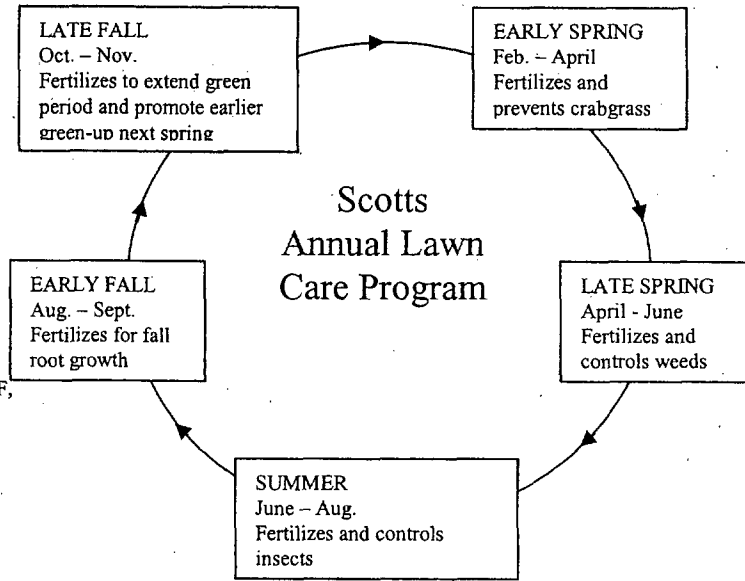 LATE FALL
Oct. – Nov.
Fertilizes to extend green
period and promote earlier
green-up next spring
EARLY SPRING
Feb. – April
Fertilizes and
prevents crabgrass
Scotts
Annual Lawn
Care Program
EARLY FALL
Aug. – Sept.
Fertilizes for fall
root growth
LATE SPRING
April - June
Fertilizes and
controls weeds
F,
SUMMER
June – Aug.
Fertilizes and controls
insects